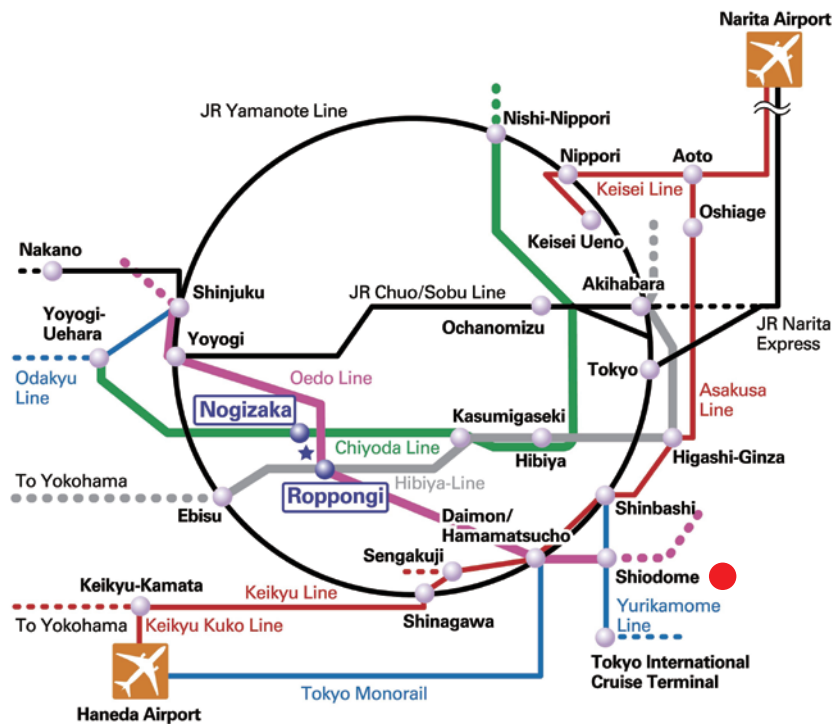 Narita Airport
JR Yamanote Line
Nishi-Nippori
Nippori
Aoto
Keisei Line
Oshiage
Keisei Ueno
Nakano
Akihabara
Shinjuku
JR Chuo/Sobu Line
Yoyogi-
Uehara
Ochanomizu
JR Narita
Express
Yoyogi
Tokyo
Odakyu
Line
Oedo Line
Asakusa
Line
Nogizaka
Kasumigaseki
Chiyoda Line
Hibiya
Higashi-Ginza
To Yokohama
Hibiya-Line
Roppongi
Ebisu
Shinbashi
Daimon/
Hamamatsucho
Sengakuji
Shiodome
Keikyu-Kamata
Keikyu Line
Yurikamome
Line
To Yokohama
Keikyu Kuko Line
Shinagawa
Tokyo International
Cruise Terminal
Tokyo Monorail
Haneda Airport